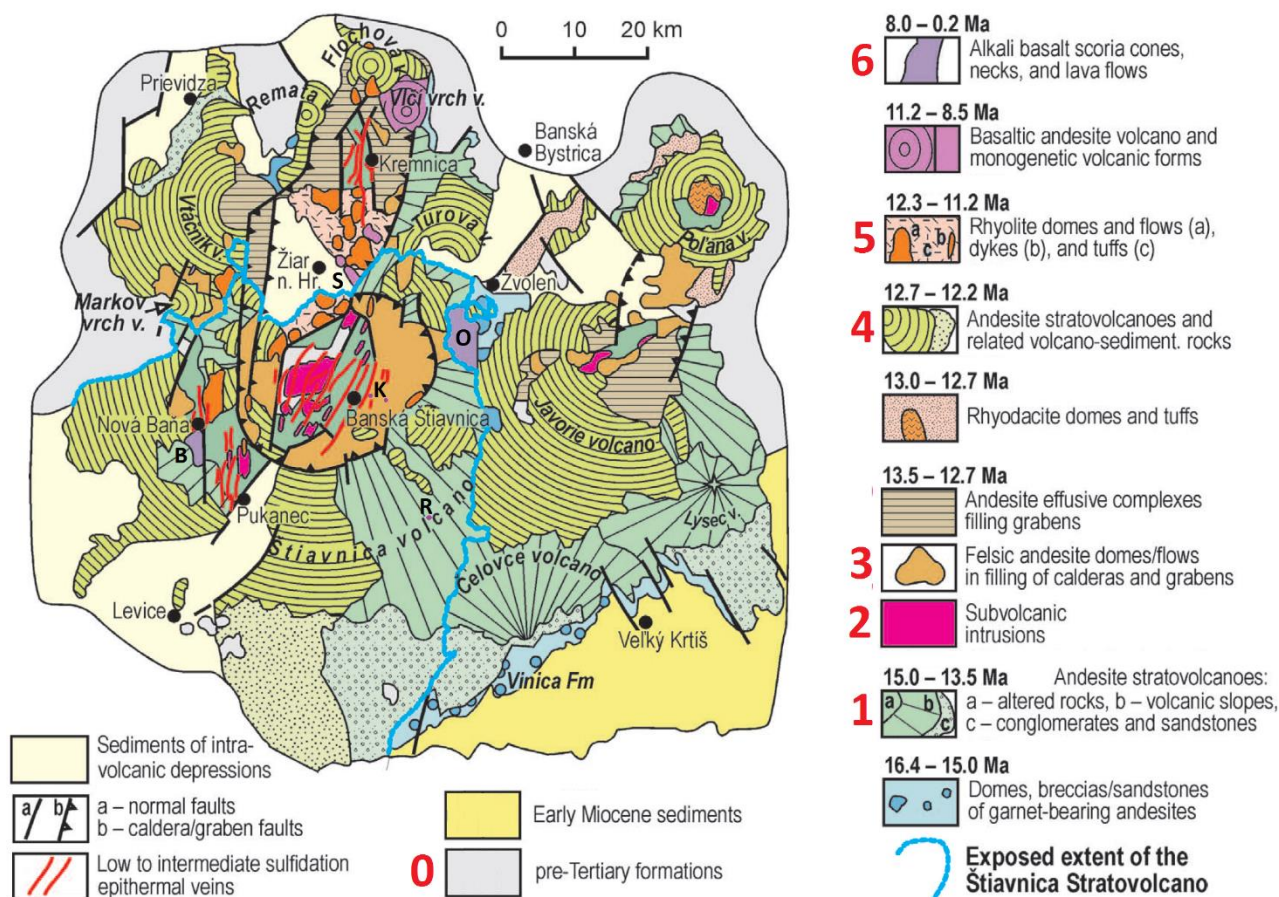 0 10 20 km
Flochová v.
Prievidza
Remata
Vlčí vrch v.
Banská
Bystrica
Kremnica
Vtáčnik v.
Turová v.
Poľana v.
Žiar
n. Hr.
S
Zvoleň
Markov
vrch v.
O
K
Banská Štiavnica
Nová Baňa
B
Javorie volcano
R
Pukanec
Štiavnica volcano
Lysec v.
Čelovce volcano
Levice
Veľký Krtíš
Vinica Fm
8.0 – 0.2 Ma
6
Alkali basalt scoria cones,
necks, and lava flows
11.2 – 8.5 Ma
Basaltic andesite volcano and
monogenetic volcanic forms
12.3 – 11.2 Ma
5
a
b
c
Rhyolite domes and flows (a),
dykes (b), and tuffs (c)
12.7 – 12.2 Ma
4
Andesite stratovolcanoes and
related volcano-sediment. rocks
13.0 – 12.7 Ma
Rhyodacite domes and tuffs
13.5 – 12.7 Ma
Andesite effusive complexes
filling grabens
3
Felsic andesite domes/flows
in filling of calderas and grabens
2
Subvolcanic
intrusions
15.0 – 13.5 Ma Andesite stratovolcanoes:
1
a
b
c
a – altered rocks, b – volcanic slopes,
c – conglomerates and sandstones
16.4 – 15.0 Ma
Domes, breccias/sandstones
of garnet-bearing andesites
Exposed extent of the
Štiavnica Stratovolcano
Sediments of intra-
volcanic depressions
a b
a – normal faults
b – caldera/graben faults
Low to intermediate sulfidation
epithermal veins
Early Miocene sediments
0
pre-Tertiary formations